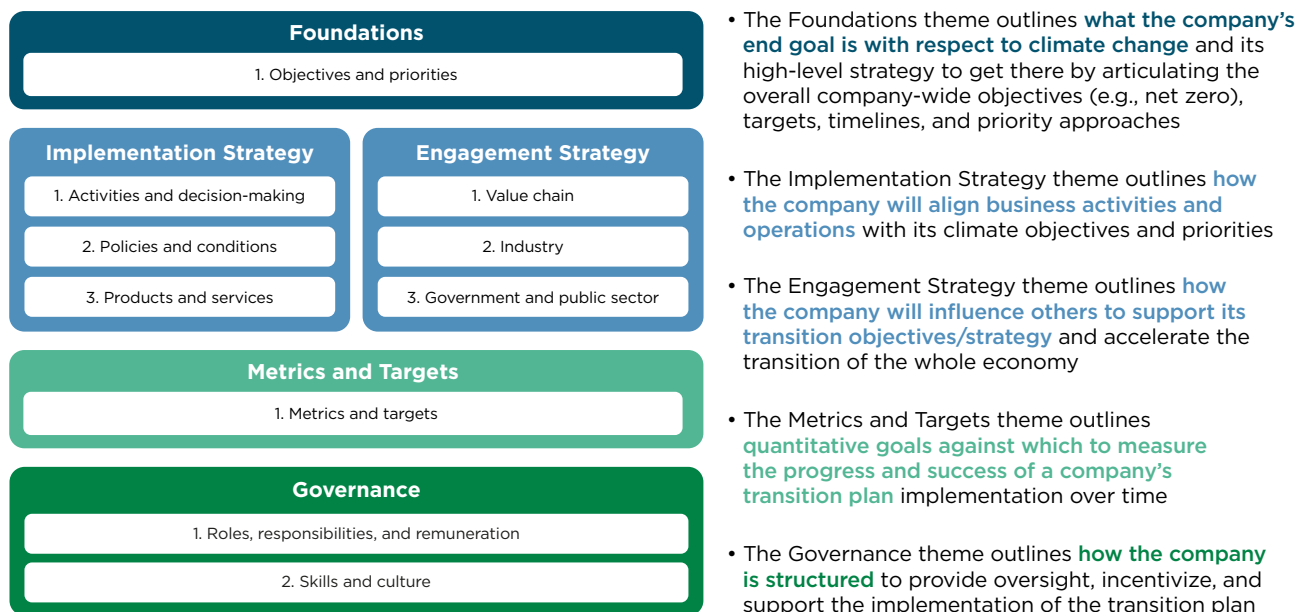 Foundations
1. Objectives and priorities
Implementation Strategy
1. Activities and decision-making
2. Policies and conditions
3. Products and services
Engagement Strategy
1. Value chain
2. Industry
3. Government and public sector
Metrics and Targets
1. Metrics and targets
Governance
1. Roles, responsibilities, and remuneration
2. Skills and culture
• The Foundations theme outlines what the company's
end goal is with respect to climate change and its
high-level strategy to get there by articulating the
overall company-wide objectives (e.g., net zero),
targets, timelines, and priority approaches
• The Implementation Strategy theme outlines how
the company will align business activities and
operations with its climate objectives and priorities
• The Engagement Strategy theme outlines how
the company will influence others to support its
transition objectives/strategy and accelerate the
transition of the whole economy
• The Metrics and Targets theme outlines
quantitative goals against which to measure
the progress and success of a company's
transition plan implementation over time
• The Governance theme outlines how the company
is structured to provide oversight, incentivize, and
support the implementation of the transition plan